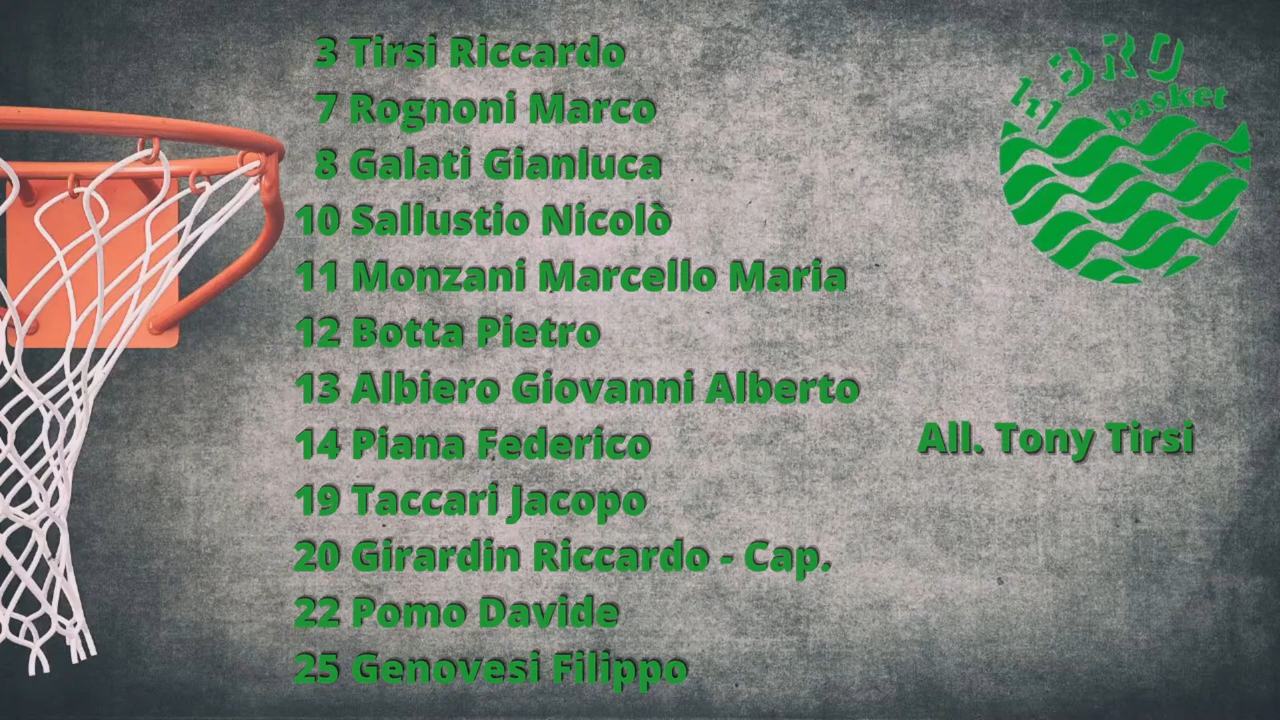 3 Tirsi Riccardo
7 Rognoni Marco
8 Galati Gianluca
10 Sallustio Nicolò
11 Monzani Marcello Maria
12 Botta Pietro
13 Albiero Giovanni Alberto
14 Piana Federico
19 Taccari Jacopo
20 Girardin Riccardo - Cap.
22 Pomo Davide
25 Genovesi Filippo
basket
All. Tony Tirsi